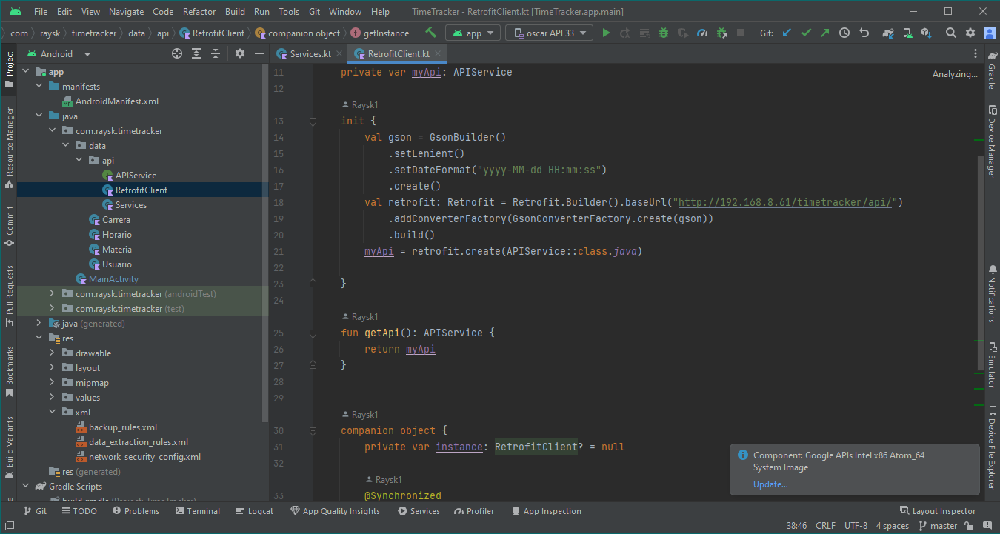 File Edit View Navigate Code Refactor Build Run Tools Git Window Help TimeTracker - RetrofitClient.kt [TimeTracker.app.main]
com raysk timetracker data api RetrofitClient companion object getInstance app oscar API 33 Git:
Project
Resource Manager
Commit
Pull Requests
Bookmarks
Build Variants
Android
app
manifests
AndroidManifest.xml
java
com.raysk.timetracker
data
api
APIService
RetrofitClient
Services
Carrera
Horario
Materia
Usuario
MainActivity
com.raysk.timetracker (androidTest)
com.raysk.timetracker (test)
java (generated)
res
drawable
layout
mipmap
values
xml
backup_rules.xml
data_extraction_rules.xml
network_security_config.xml
res (generated)
Gradle Scripts
build.gradle (Project: TimeTracker)
Services.kt RetrofitClient.kt
Analyzing...
11 private var myApi: APIService
12
Raysk1
13 init {
14 val gson = GsonBuilder()
15 .setLenient()
16 .setDateFormat("yyyy-MM-dd HH:mm:ss")
17 .create()
18 val retrofit: Retrofit = Retrofit.Builder().baseUrl("http://192.168.8.61/timetracker/api/")
19 .addConverterFactory(GsonConverterFactory.create(gson))
20 .build()
21 myApi = retrofit.create(APIService::class.java)
22
23 }
24
Raysk1
25 fun getApi(): APIService {
26 return myApi
27 }
28
29
Raysk1
30 companion object {
31 private var instance: RetrofitClient? = null
32
Raysk1
33 @Synchronized
Component: Google APIs Intel x86 Atom_64
System Image
Update...
Gradle
Device Manager
Notifications
Emulator
Device File Explorer
Git TODO Problems Terminal Logcat App Quality Insights Services Profiler App Inspection Layout Inspector
38:46 CRLF UTF-8 4 spaces master